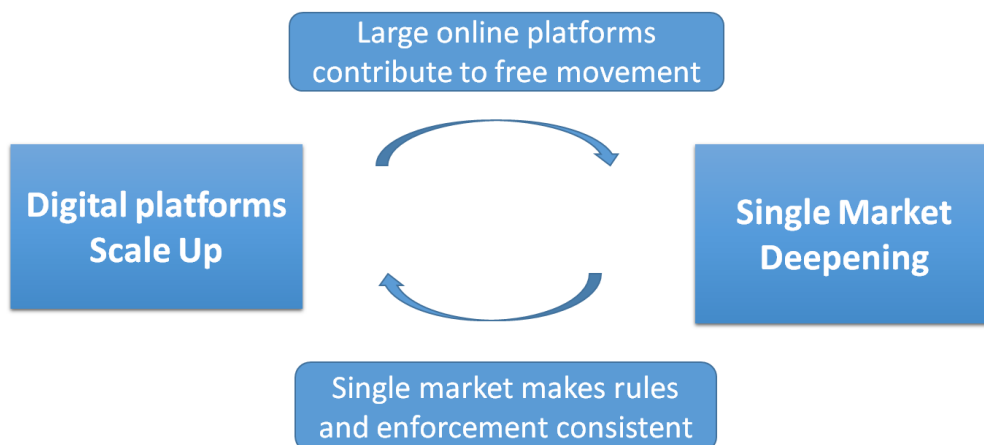 Large online platforms
contribute to free movement
Digital platforms
Scale Up
Single Market
Deepening
Single market makes rules
and enforcement consistent